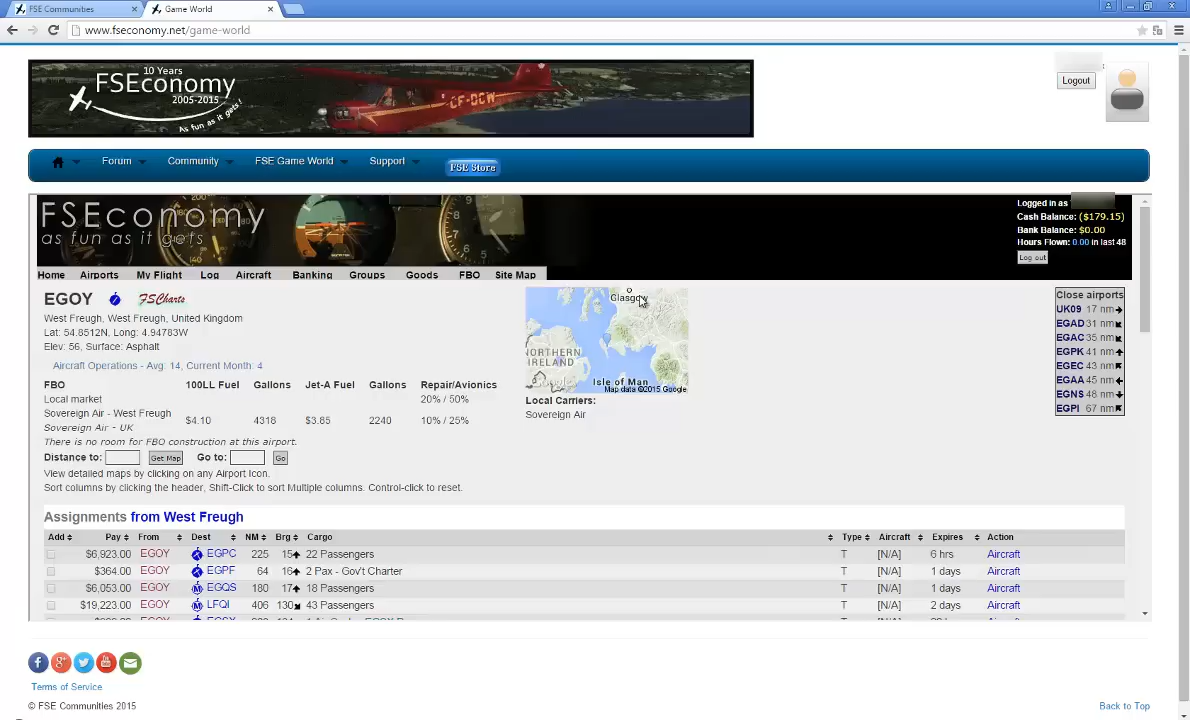 FSE Communities
Game World
www.fseconomy.net/game-world
10 Years
FSEconomy
2005-2015
As fun as it gets!
CF-DCW
Logout
Forum
Community
FSE Game World
Support
FSE Store
FSEconomy
as fun as it gets
Logged in as
Cash Balance: ($179.15)
Bank Balance: $0.00
Hours Flown: 0.00 in last 48
Log out
Home Airports My Flight Log Aircraft Banking Groups Goods FBO Site Map
EGOY FSCharts
West Freugh, West Freugh, United Kingdom
Lat: 54.8512N, Long: 4.94783W
Elev: 56, Surface: Asphalt
Aircraft Operations - Avg: 14, Current Month: 4
FBO 100LL Fuel Gallons Jet-A Fuel Gallons Repair/Avionics
Local market 20% / 50%
Sovereign Air - West Freugh
Sovereign Air - UK $4.10 4318 $3.85 2240 10% / 25%
There is no room for FBO construction at this airport.
Distance to: Get Map Go to: Go
View detailed maps by clicking on any Airport Icon.
Sort columns by clicking the header, Shift-Click to sort Multiple columns. Control-click to reset.
Glasgow
NORTHERN
IRELAND
Isle of Man
Map data ©2015 Google
Local Carriers:
Sovereign Air
Close airports
UK09 17 nm
EGAD 31 nm
EGAC 35 nm
EGPK 41 nm
EGEC 43 nm
EGAA 45 nm
EGNS 48 nm
EGPI 67 nm
Assignments from West Freugh
Add Pay From Dest NM Brg Cargo Type Aircraft Expires Action
$6,923.00 EGOY EGPC 225 15 22 Passengers T [N/A] 6 hrs Aircraft
$364.00 EGOY EGPF 64 16 2 Pax - Gov't Charter T [N/A] 1 days Aircraft
$6,053.00 EGOY EGQS 180 17 18 Passengers T [N/A] 1 days Aircraft
$19,223.00 EGOY LFQI 406 130 43 Passengers T [N/A] 2 days Aircraft
Terms of Service
© FSE Communities 2015
Back to Top